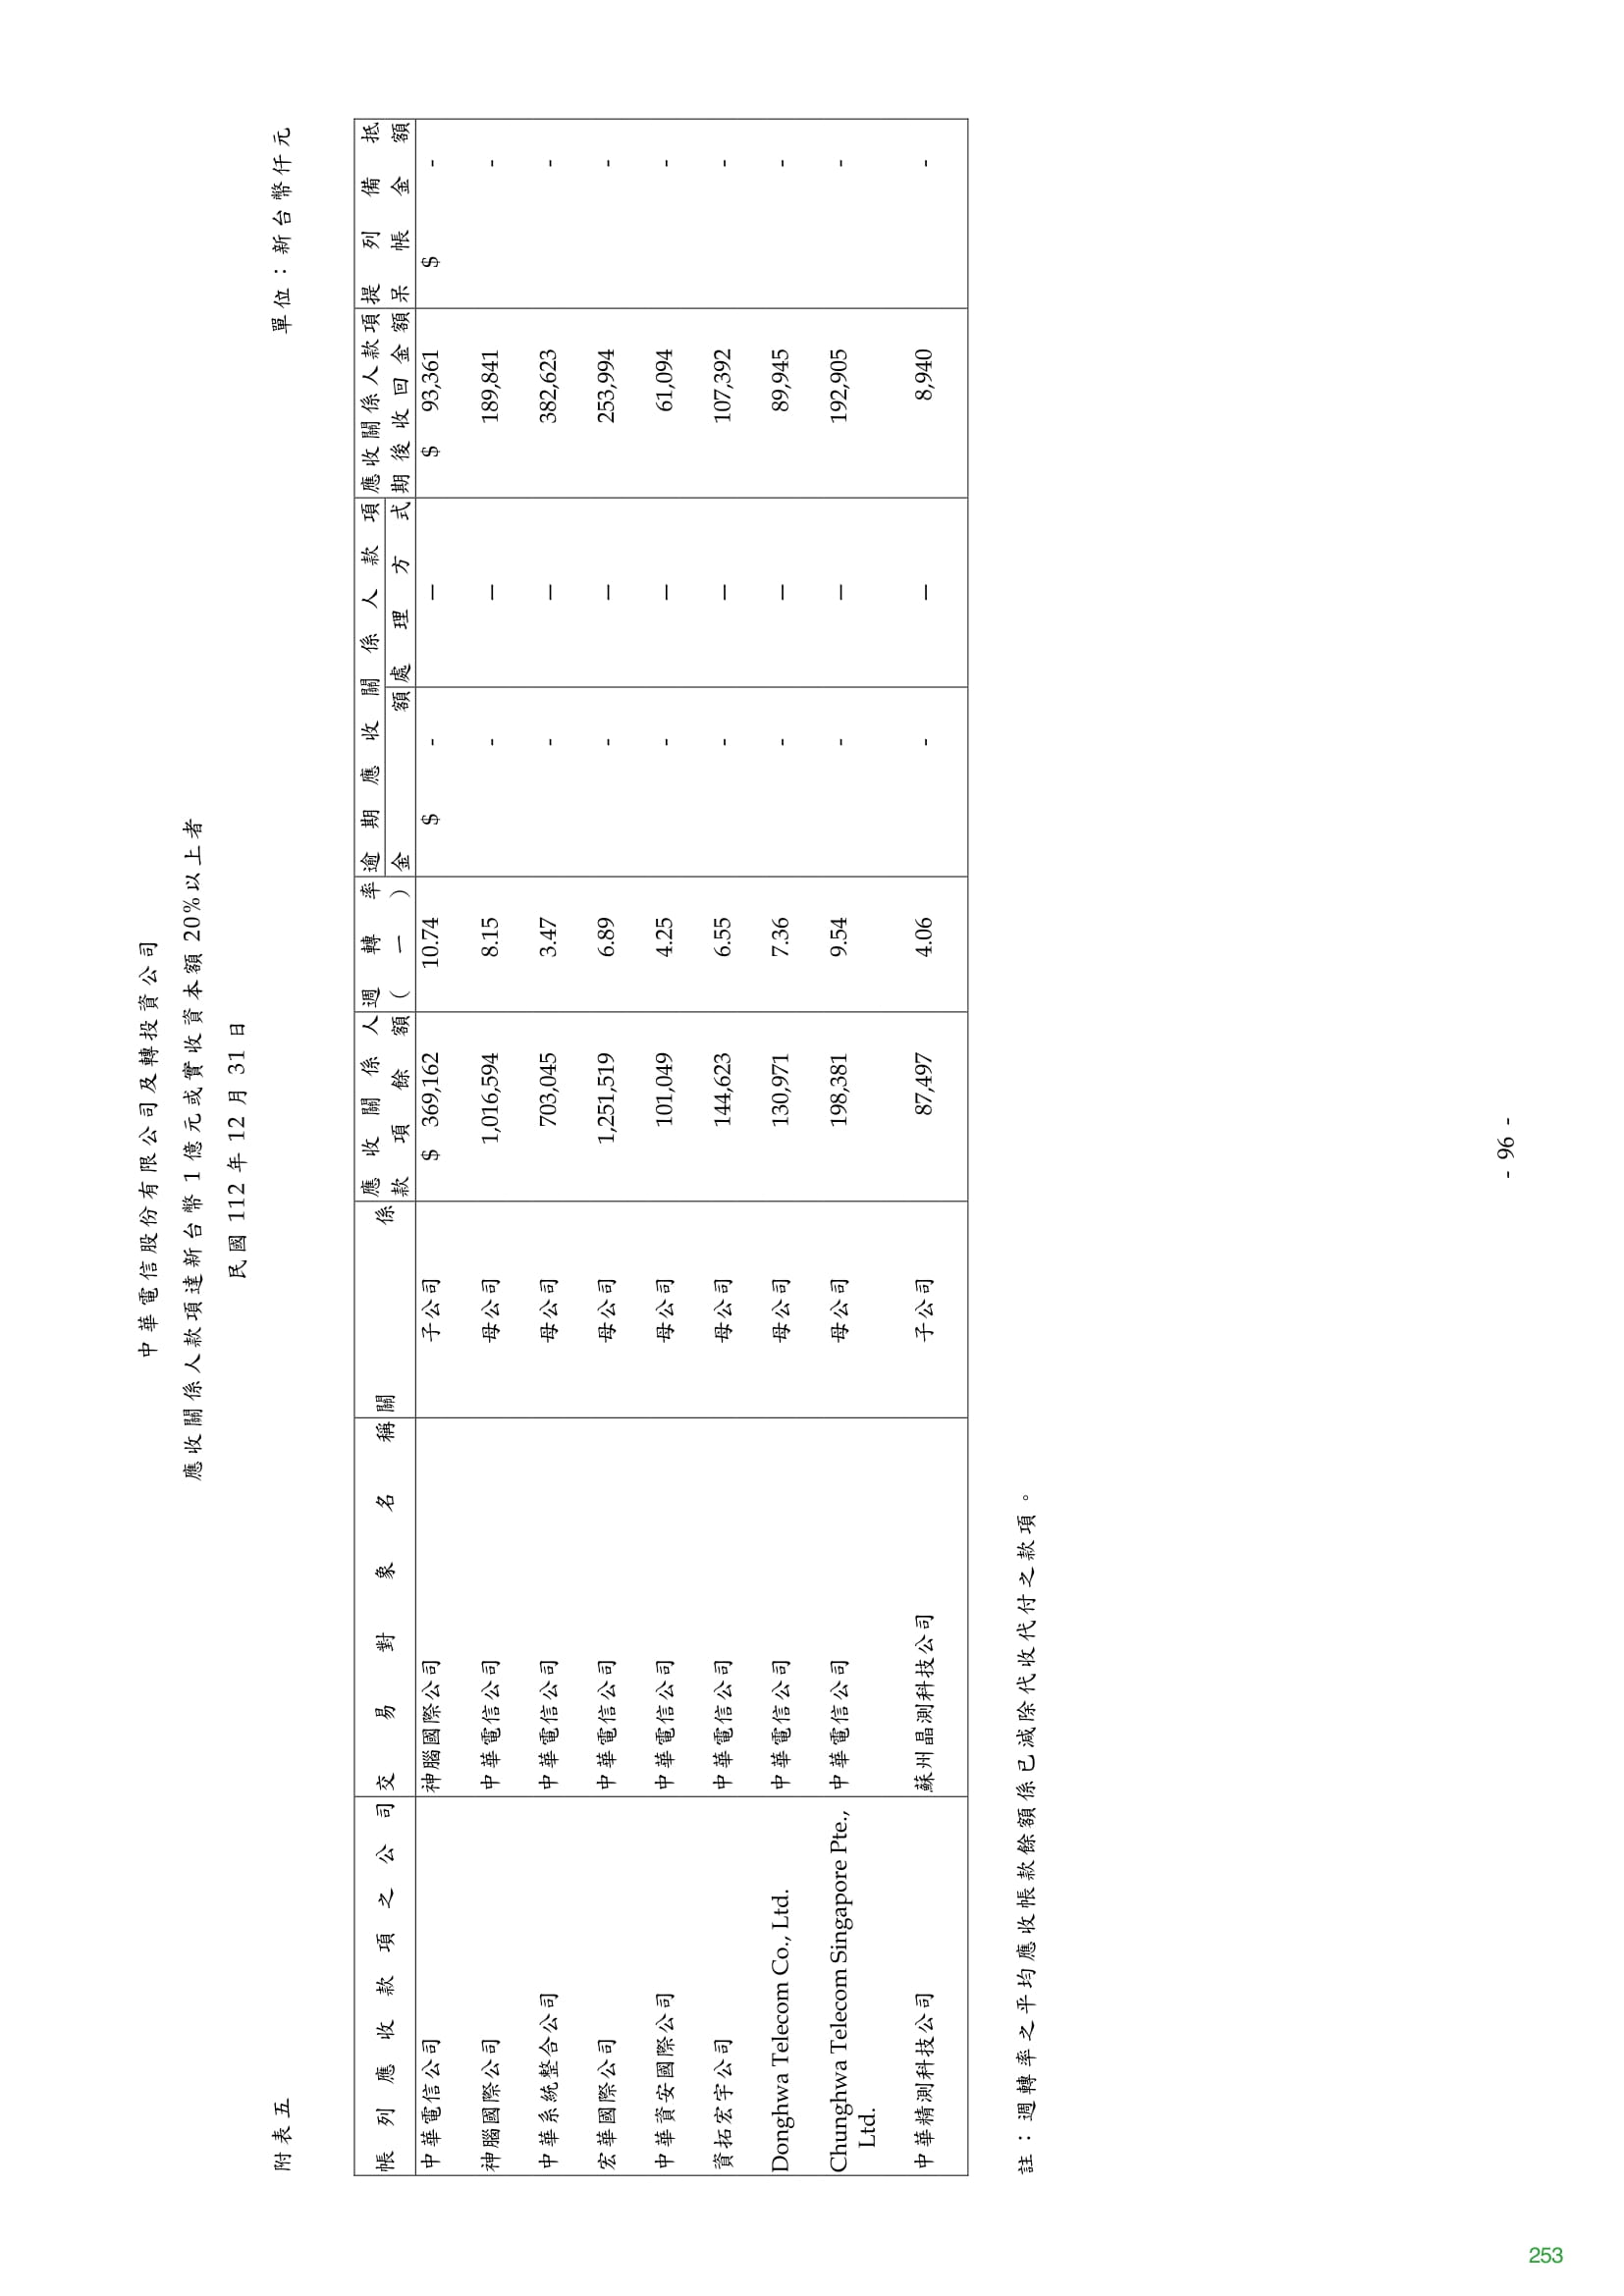 中華電信股份有限公司及轉投資公司
應收關係人款項達新台幣 1 億元或實收資本額 20%以上者
民國 112 年 12 月 31 日
附表五
單位：新台幣仟元
帳列應收款項之公司 交易對象名稱 關係 應收關係人款項餘額 週轉率(一) 逾期應收關係人款項 應收關係人款項期後收回金額 提列備抵呆帳金額
金額 處理方式
中華電信公司 神腦國際公司 子公司 $ 369,162 10.74 $ - － $ 93,361 $ -
神腦國際公司 中華電信公司 母公司 1,016,594 8.15 - － 189,841 -
中華系統整合公司 中華電信公司 母公司 703,045 3.47 - － 382,623 -
宏華國際公司 中華電信公司 母公司 1,251,519 6.89 - － 253,994 -
中華資安國際公司 中華電信公司 母公司 101,049 4.25 - － 61,094 -
資拓宏宇公司 中華電信公司 母公司 144,623 6.55 - － 107,392 -
Donghwa Telecom Co., Ltd. 中華電信公司 母公司 130,971 7.36 - － 89,945 -
Chunghwa Telecom Singapore Pte., 中華電信公司 母公司 198,381 9.54 - － 192,905 -
Ltd.
中華精測科技公司 蘇州晶測科技公司 子公司 87,497 4.06 - － 8,940 -
註：週轉率之平均應收帳款餘額係已減除代收代付之款項。
- 96 -
253